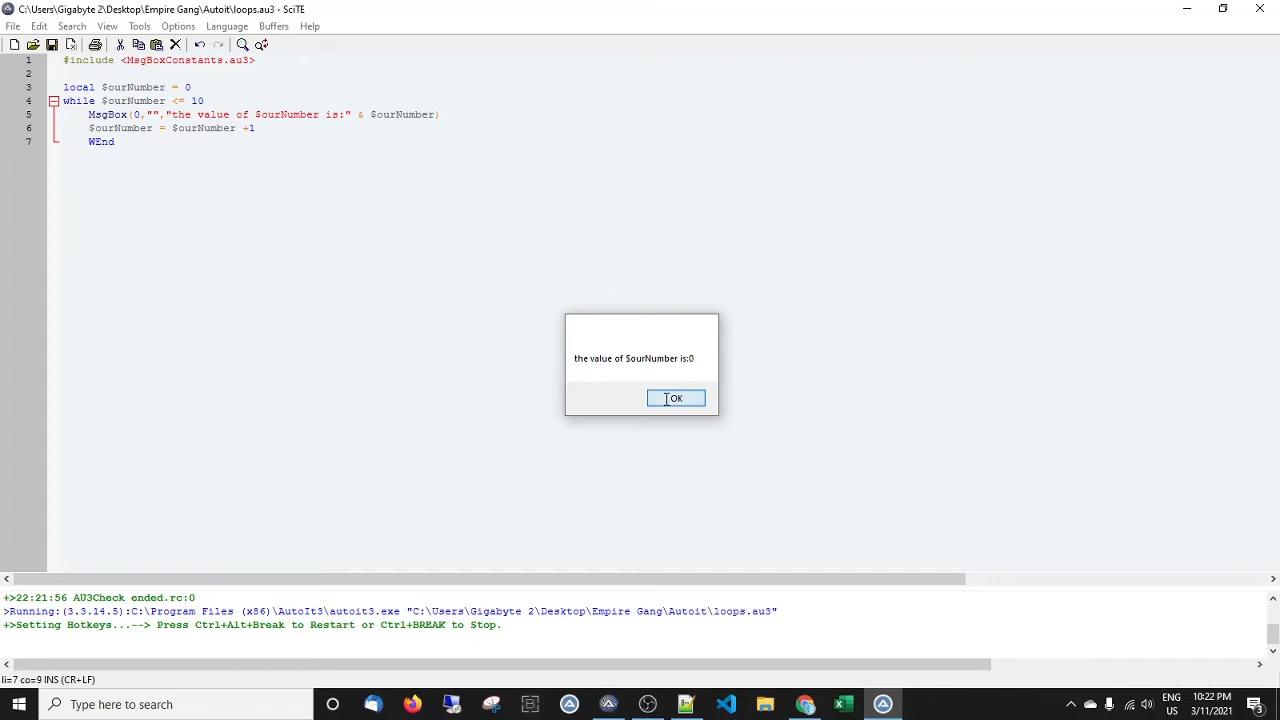 C:\Users\Gigabyte 2\Desktop\Empire Gang\Autoit\loops.au3 - SciTE
File Edit Search View Tools Options Language Buffers Help
1 #include <MsgBoxConstants.au3>
2
3 local $ourNumber = 0
4 while $ourNumber <= 10
5 MsgBox(0,"","the value of $ourNumber is:" & $ourNumber)
6 $ourNumber = $ourNumber +1
7 WEnd
the value of $ourNumber is:0
OK
+>22:21:56 AU3Check ended.rc:0
>Running:(3.3.14.5):C:\Program Files (x86)\AutoIt3\autoit3.exe "C:\Users\Gigabyte 2\Desktop\Empire Gang\Autoit\loops.au3"
+>Setting Hotkeys...--> Press Ctrl+Alt+Break to Restart or Ctrl+BREAK to Stop.
li=7 co=9 INS (CR+LF)
Type here to search
ENG
US
10:22 PM
3/11/2021
3